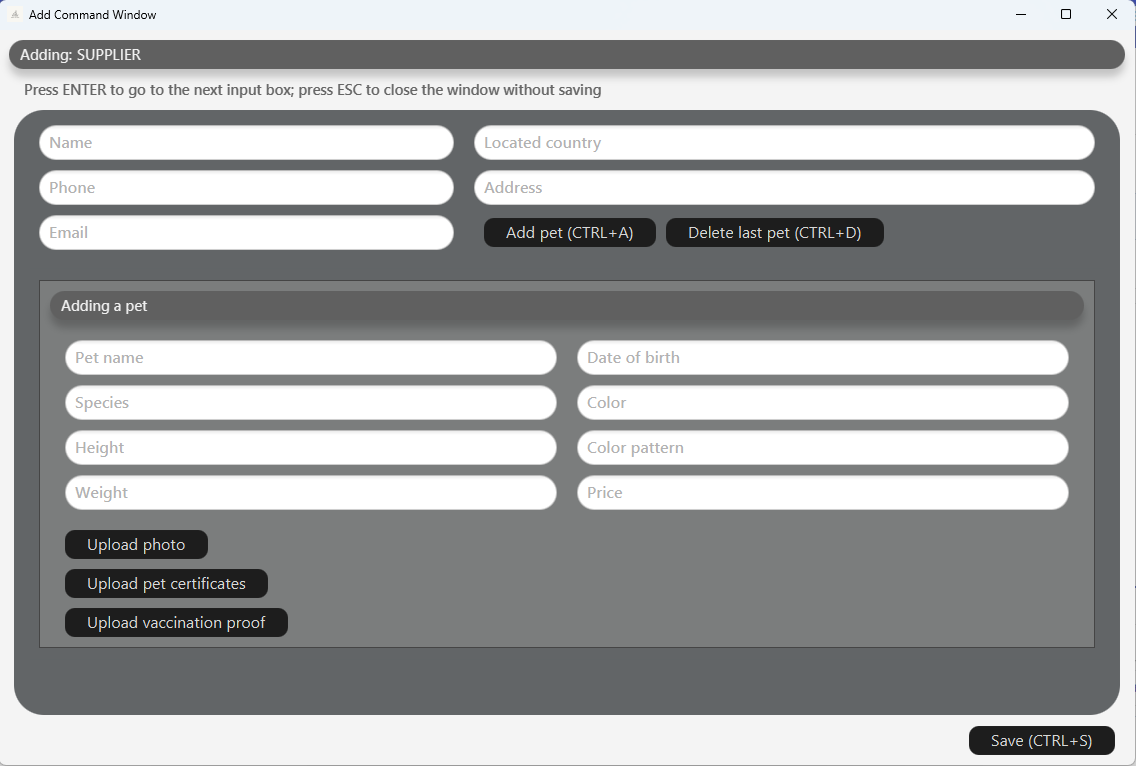 Add Command Window
Adding: SUPPLIER
Press ENTER to go to the next input box; press ESC to close the window without saving
Name
Located country
Phone
Address
Email
Add pet (CTRL+A)
Delete last pet (CTRL+D)
Adding a pet
Pet name
Date of birth
Species
Color
Height
Color pattern
Weight
Price
Upload photo
Upload pet certificates
Upload vaccination proof
Save (CTRL+S)